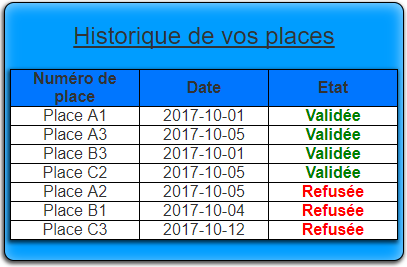 Historique de vos places
Numéro de place Date Etat
Place A1 2017-10-01 Validée
Place A3 2017-10-05 Validée
Place B3 2017-10-01 Validée
Place C2 2017-10-05 Validée
Place A2 2017-10-05 Refusée
Place B1 2017-10-04 Refusée
Place C3 2017-10-12 Refusée